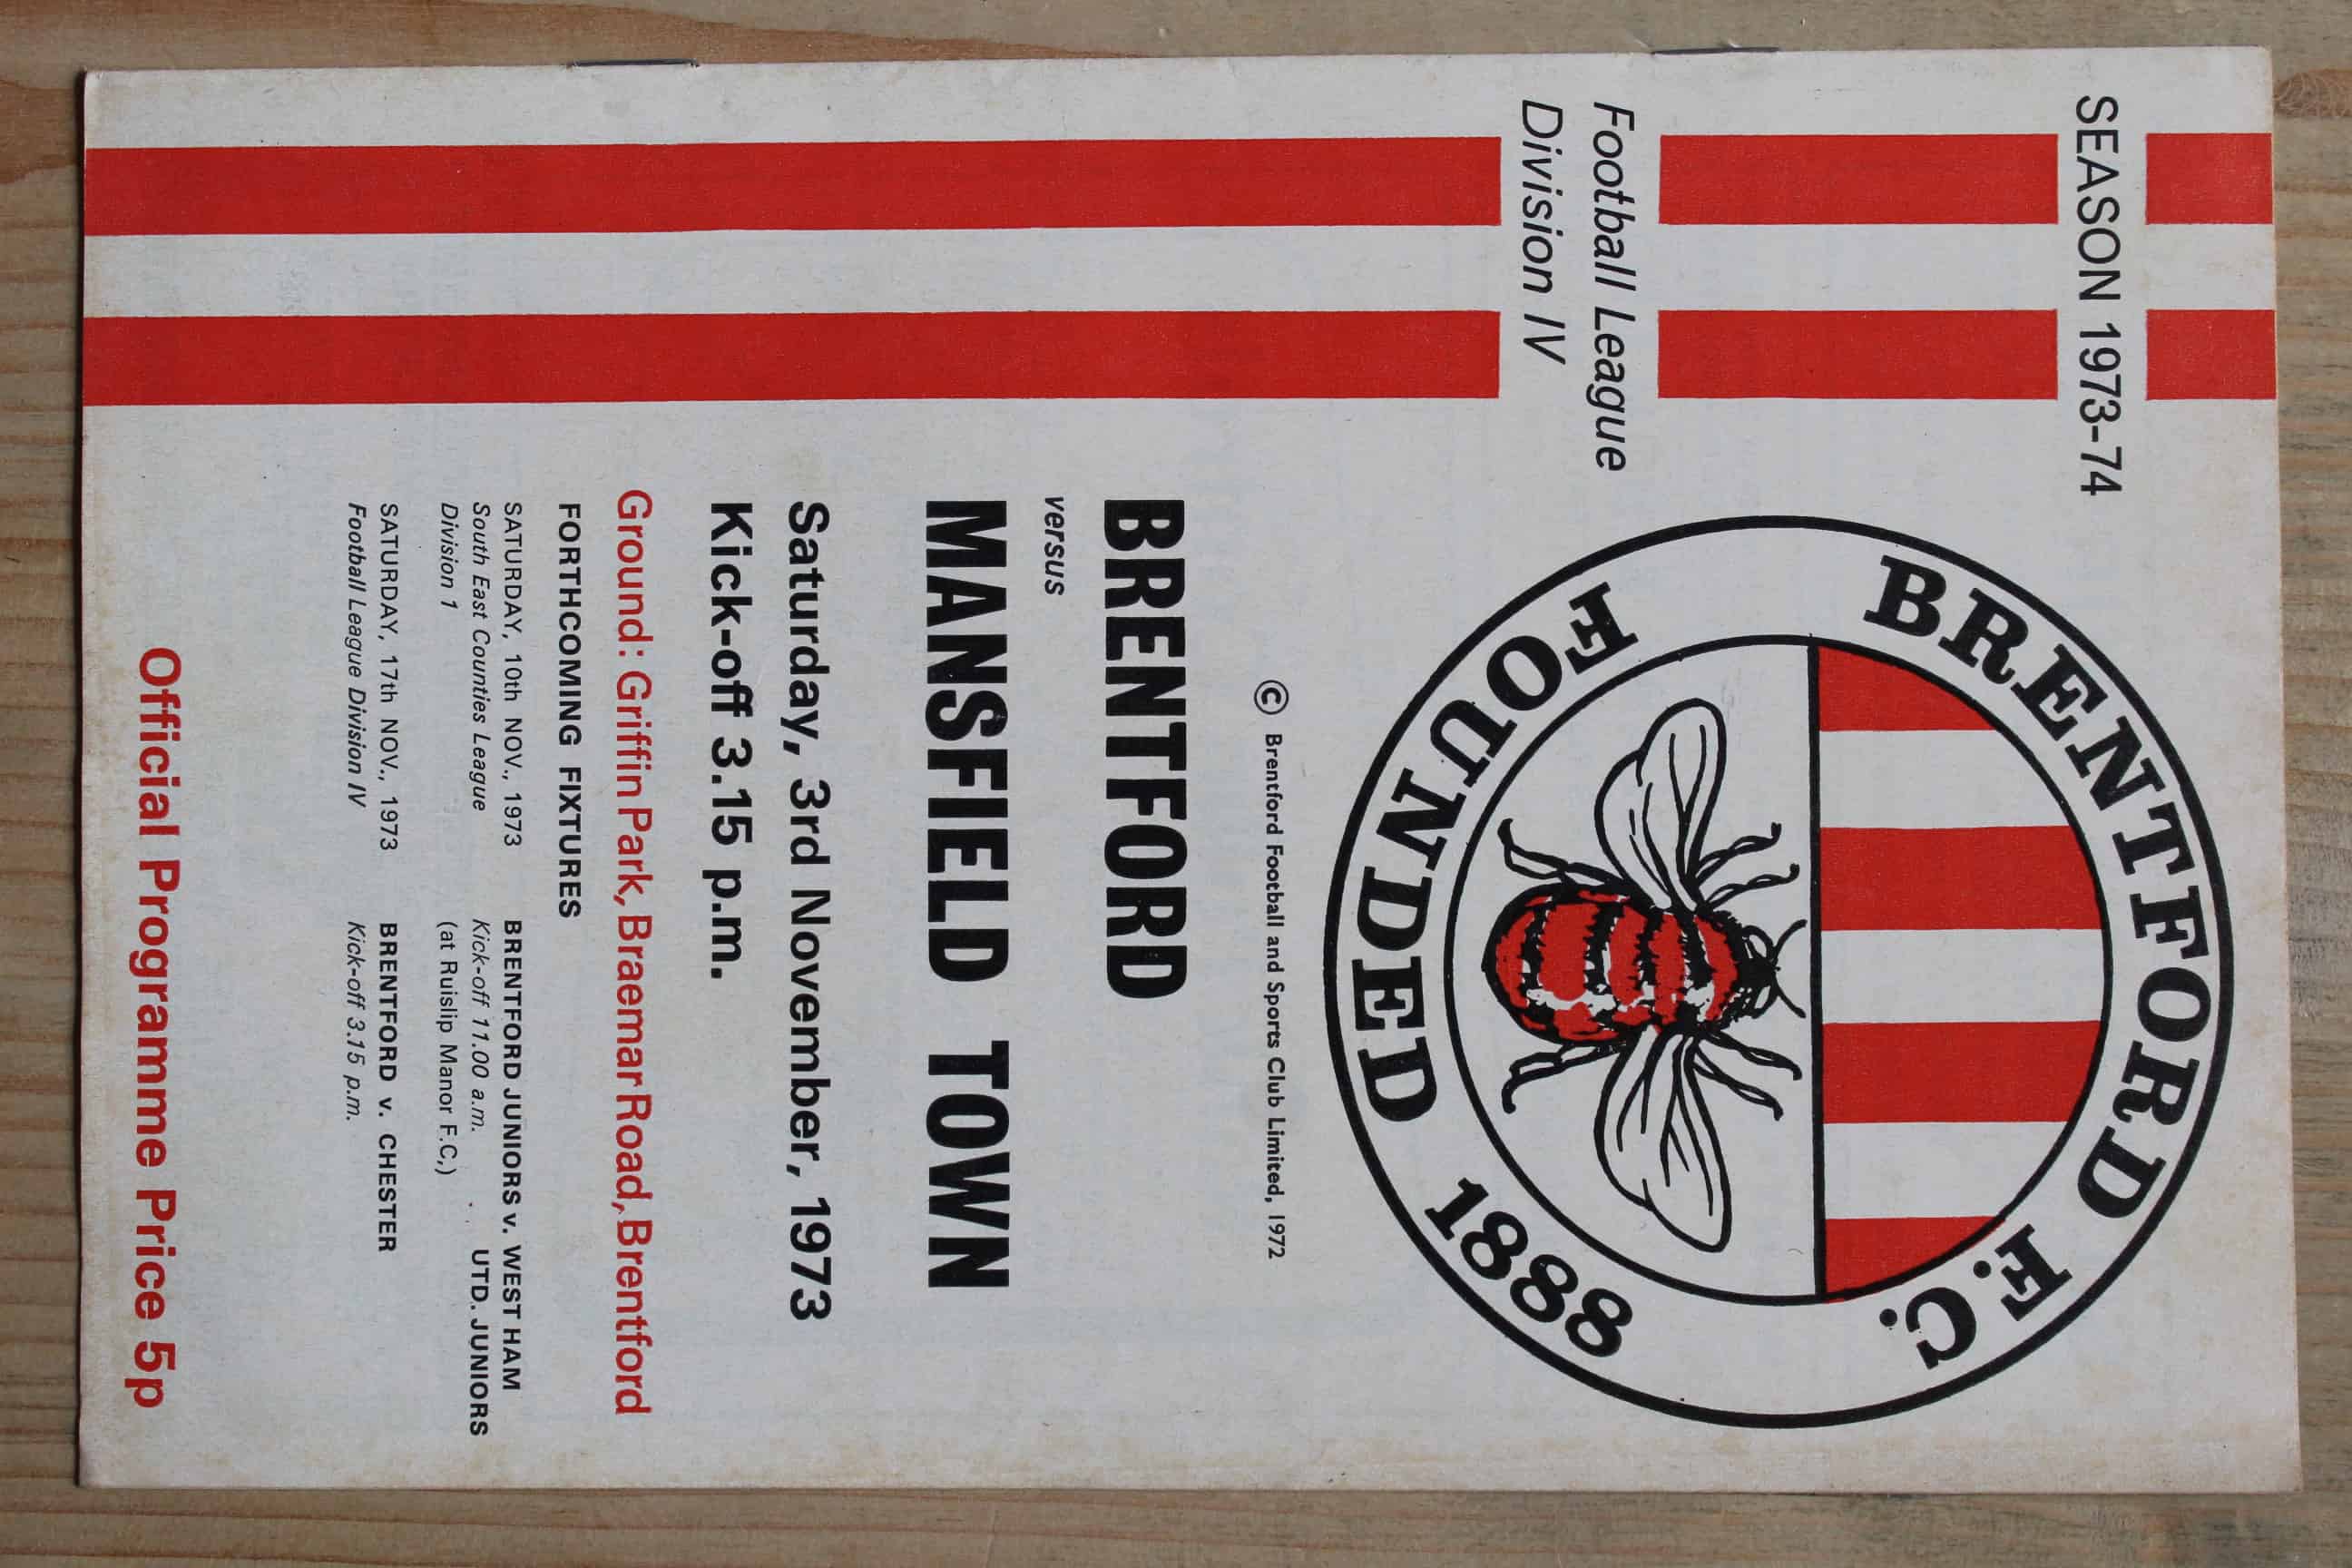 SEASON 1973-74
BRENTFORD F.C.
FOUNDED 1888
Football League
Division IV
© Brentford Football and Sports Club Limited, 1972
BRENTFORD
versus
MANSFIELD TOWN
Saturday, 3rd November, 1973
Kick-off 3.15 p.m.
Ground: Griffin Park, Braemar Road, Brentford
FORTHCOMING FIXTURES
SATURDAY, 10th NOV., 1973 BRENTFORD JUNIORS v. WEST HAM
South East Counties League Kick-off 11.00 a.m. UTD. JUNIORS
Division 1 (at Ruislip Manor F.C.)
SATURDAY, 17th NOV., 1973 BRENTFORD v. CHESTER
Football League Division IV Kick-off 3.15 p.m.
Official Programme Price 5p